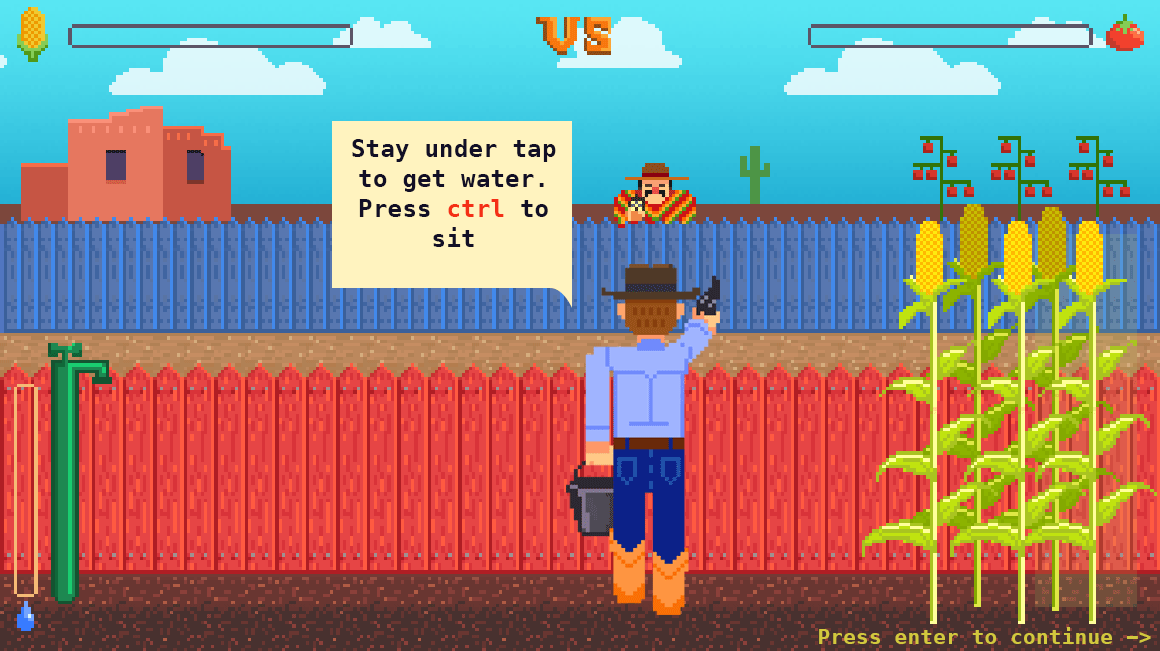 VS
Stay under tap
to get water.
Press ctrl to
sit
Press enter to continue —>